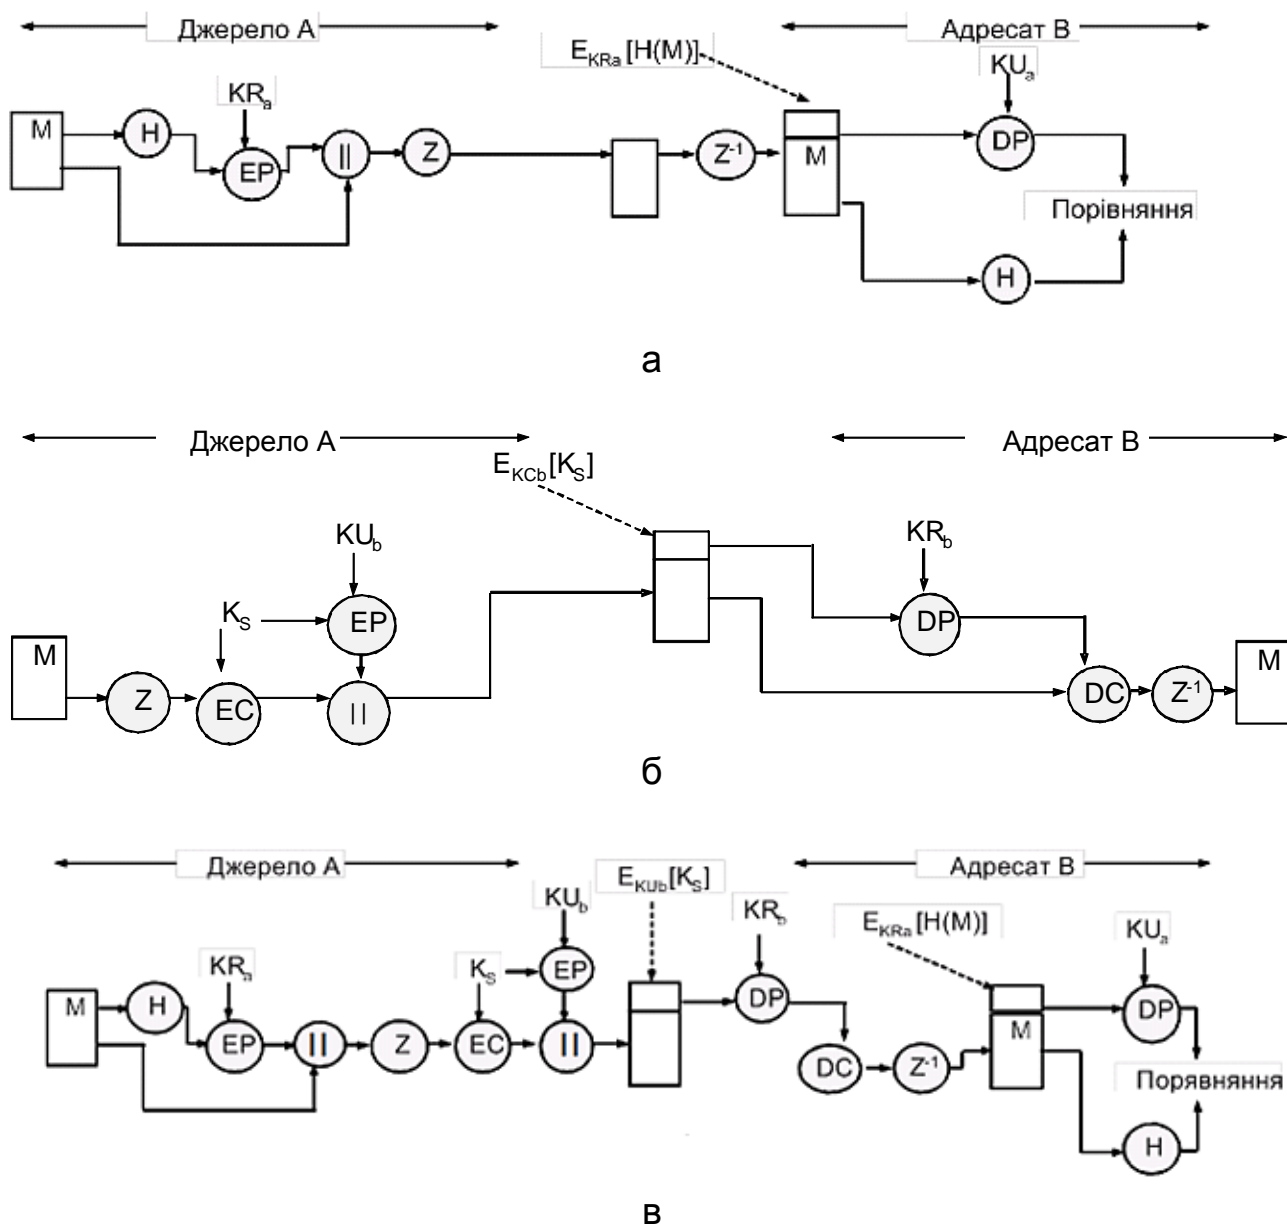 Джерело А
Адресат В
E_KRa [H(M)]
KU_a
KR_a
M
H
EP
||
Z
Z⁻¹
M
DP
Порівняння
H
а
Джерело А
Адресат В
E_KCb[K_S]
KU_b
KR_b
K_S
EP
DP
M
Z
EC
||
DC
Z⁻¹
M
б
Джерело А
Адресат В
E_KUb[K_S]
KU_b
KR_b
E_KRa[H(M)]
KU_a
KR_a
K_S
EP
DP
DP
M
H
EP
||
Z
EC
||
M
DC
Z⁻¹
Порявняння
H
в